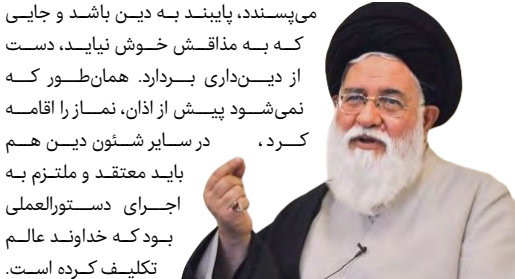 می‌پسندد، پایبند به دین باشد و جایی
که به مذاقش خوش نیاید، دست
از دین‌داری بردارد. همان‌طور که
نمی‌شود پیش از اذان، نماز را اقامه
کرد، در سایر شئون دین هم
باید معتقد و ملتزم به
اجرای دستورالعملی
بود که خداوند عالم
تکلیف کرده است.